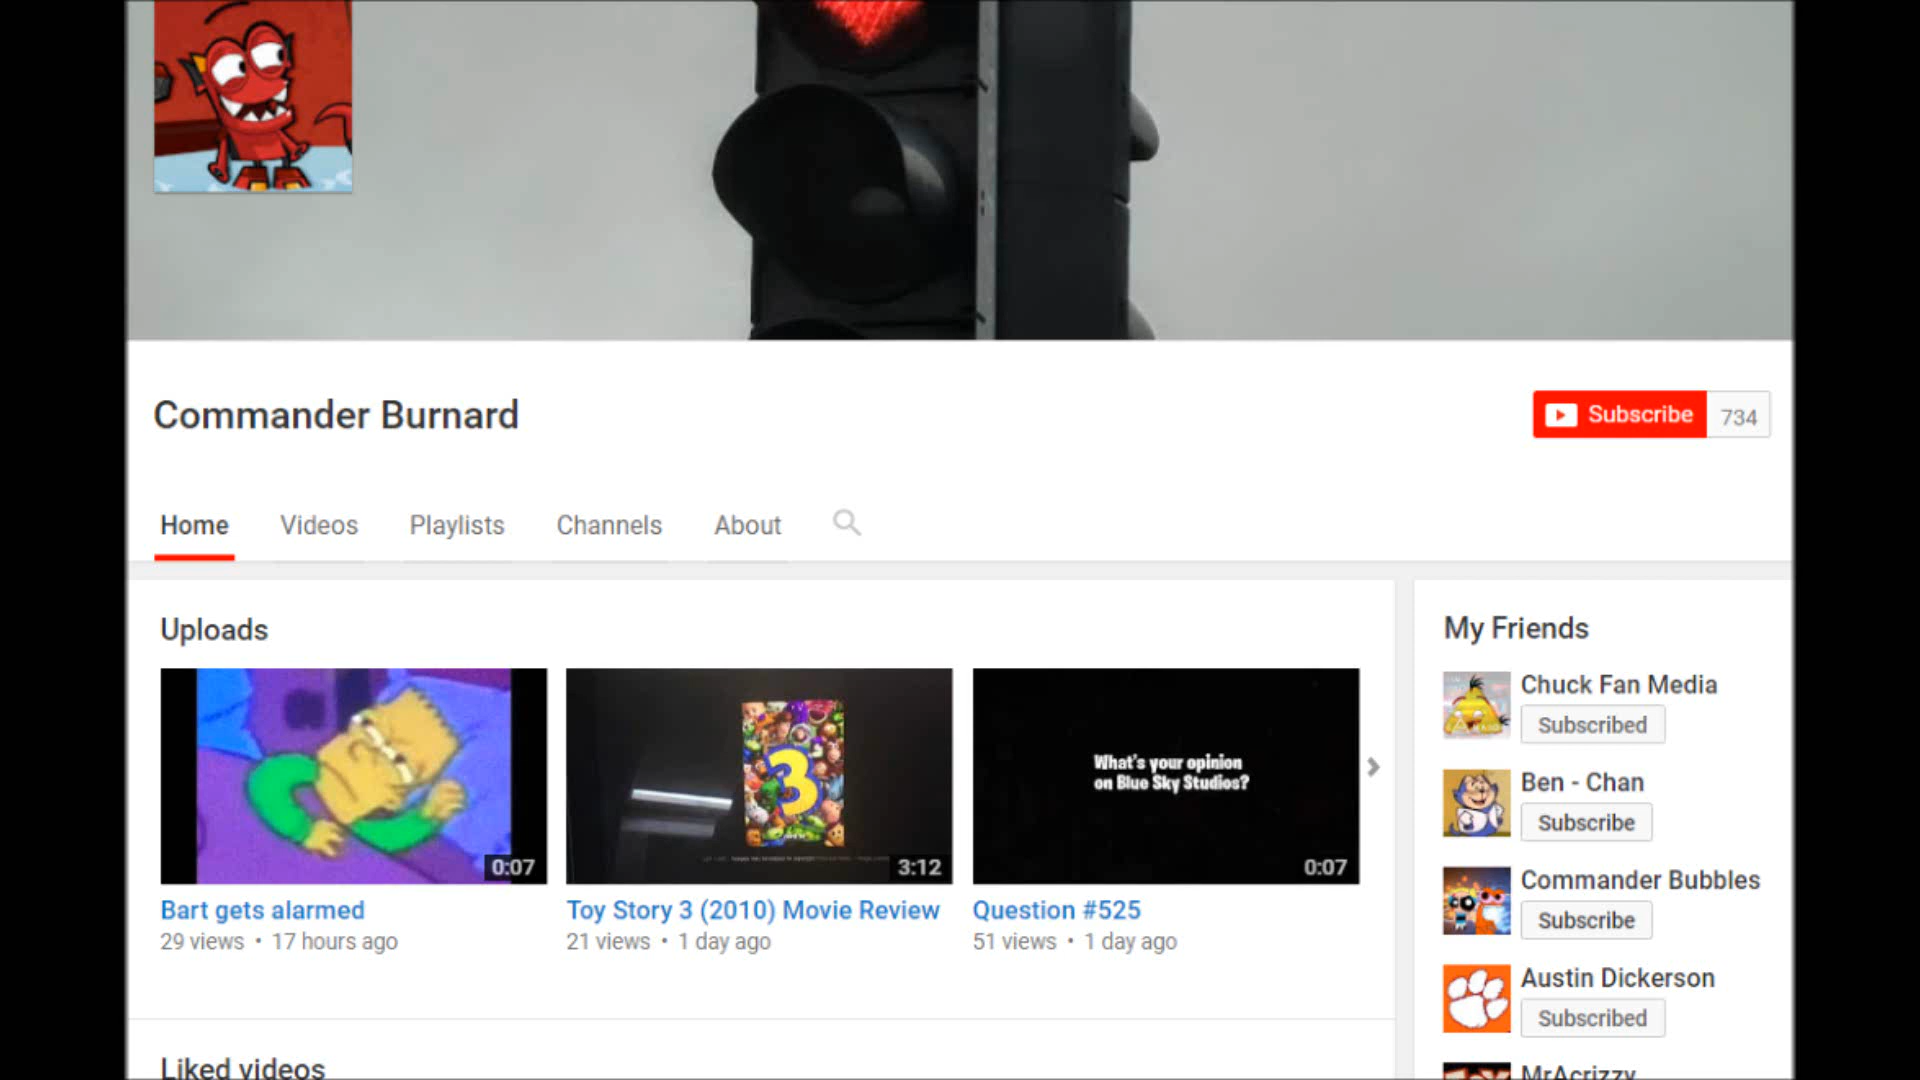 Commander Burnard
Subscribe 734
Home Videos Playlists Channels About
Uploads
My Friends
Chuck Fan Media
Subscribed
Ben - Chan
Subscribe
Commander Bubbles
Subscribe
Austin Dickerson
Subscribed
MrAcrizzy
3
What's your opinion
on Blue Sky Studios?
0:07 3:12 0:07
Bart gets alarmed Toy Story 3 (2010) Movie Review Question #525
29 views • 17 hours ago 21 views • 1 day ago 51 views • 1 day ago
Liked videos